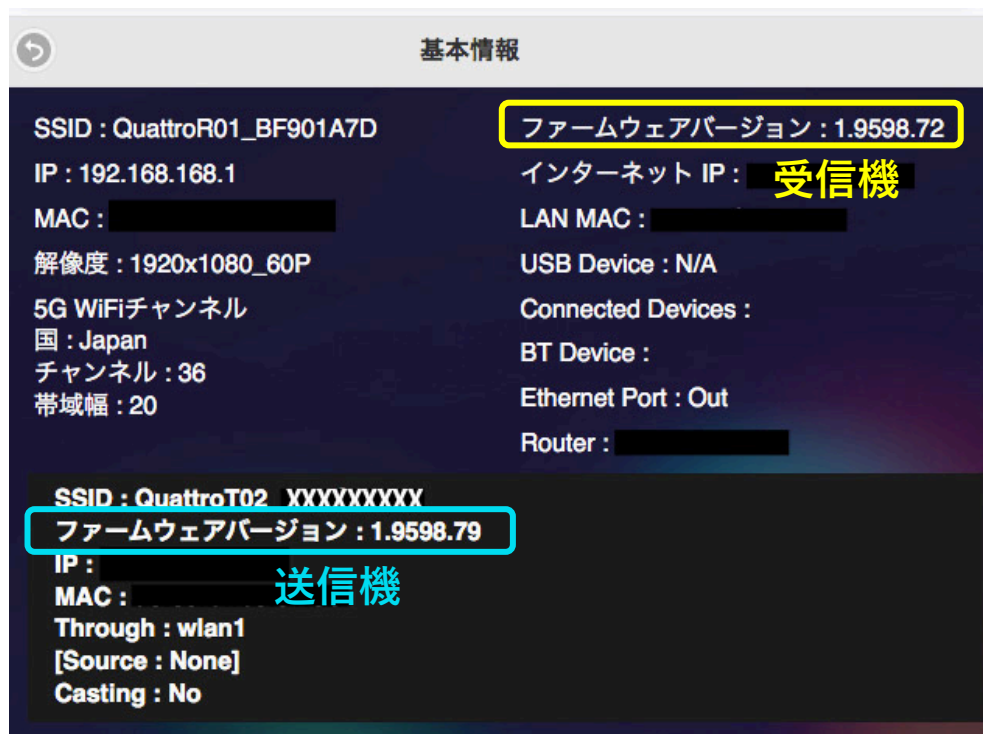 基本情報
SSID : QuattroR01_BF901A7D
IP : 192.168.168.1
MAC :
解像度 : 1920x1080_60P
5G WiFiチャンネル
国 : Japan
チャンネル : 36
帯域幅 : 20
ファームウェアバージョン : 1.9598.72
インターネット IP :
受信機
LAN MAC :
USB Device : N/A
Connected Devices :
BT Device :
Ethernet Port : Out
Router :
SSID : QuattroT02_XXXXXXXXX
ファームウェアバージョン : 1.9598.79
IP :
送信機
MAC :
Through : wlan1
[Source : None]
Casting : No